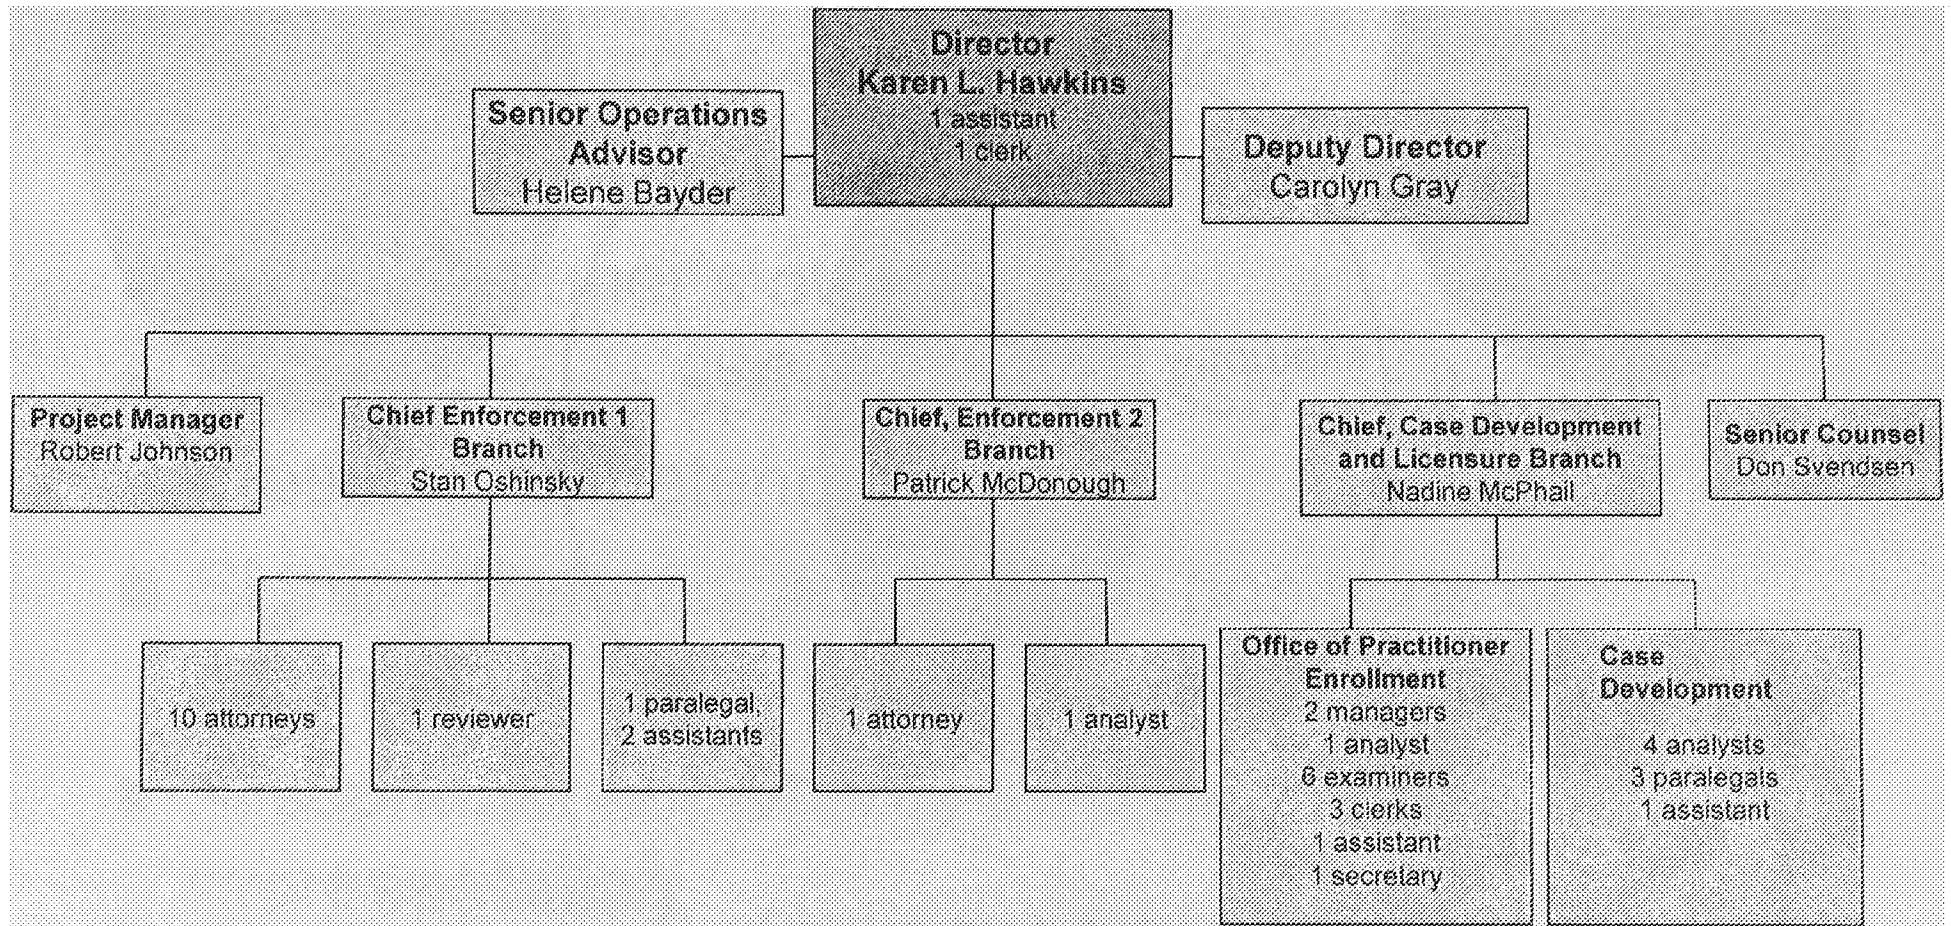 Director
Karen L. Hawkins
1 assistant
1 clerk
Senior Operations
Advisor
Helene Bayder
Deputy Director
Carolyn Gray
Project Manager
Robert Johnson
Chief Enforcement 1
Branch
Stan Oshinsky
Chief, Enforcement 2
Branch
Patrick McDonough
Chief, Case Development
and Licensure Branch
Nadine McPhail
Senior Counsel
Don Svendsen
10 attorneys
1 reviewer
1 paralegal,
2 assistants
1 attorney
1 analyst
Office of Practitioner
Enrollment
2 managers
1 analyst
6 examiners
3 clerks
1 assistant
1 secretary
Case
Development
4 analysts
3 paralegals
1 assistant